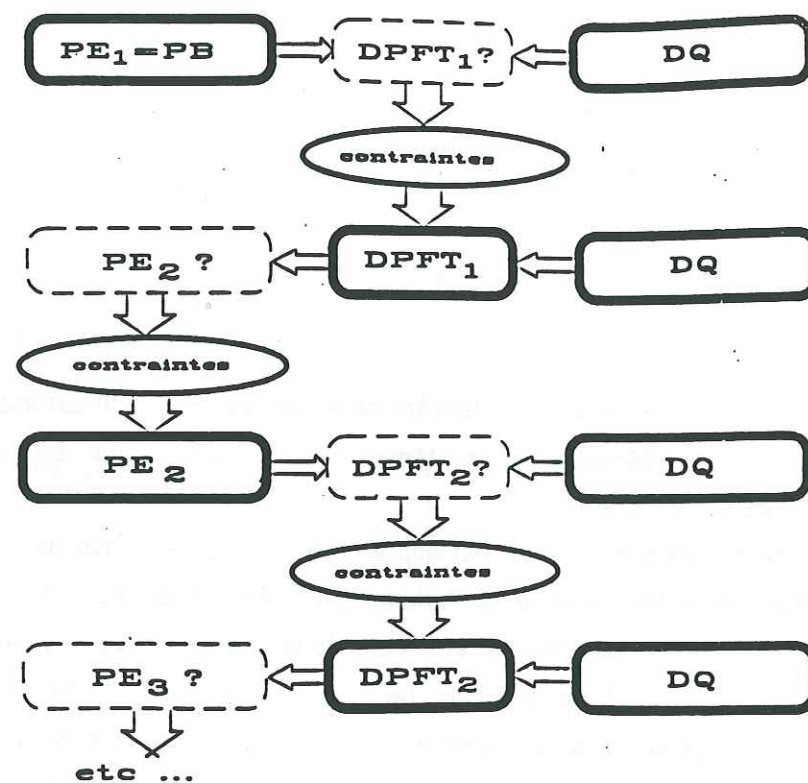 PE₁=PB DPFT₁? DQ
contraintes
PE₂ ? DPFT₁ DQ
contraintes
PE₂ DPFT₂? DQ
contraintes
PE₃ ? DPFT₂ DQ
etc ...